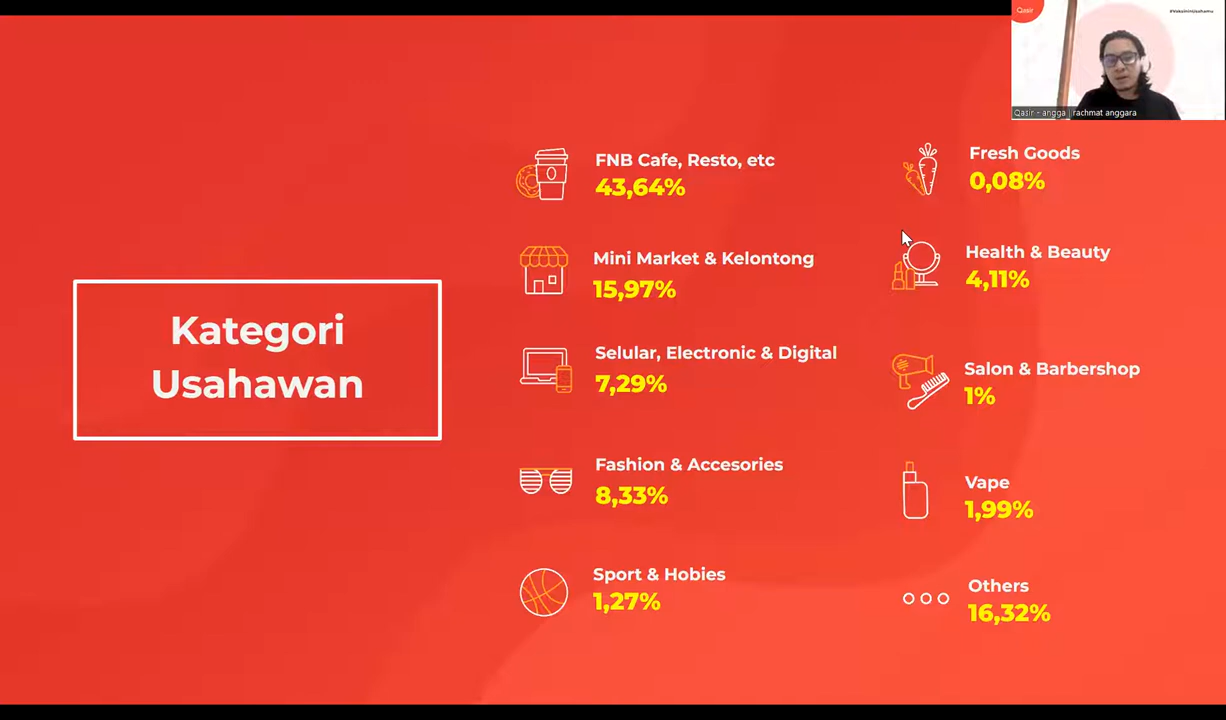 Qasir
#VaksininUsahamu
Qasir - angga | rachmat anggara
Kategori
Usahawan
FNB Cafe, Resto, etc
43,64%
Mini Market & Kelontong
15,97%
Selular, Electronic & Digital
7,29%
Fashion & Accesories
8,33%
Sport & Hobies
1,27%
Fresh Goods
0,08%
Health & Beauty
4,11%
Salon & Barbershop
1%
Vape
1,99%
Others
16,32%